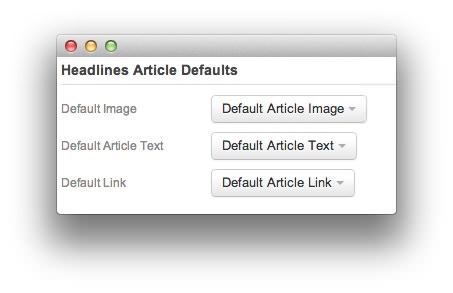 Headlines Article Defaults
Default Image Default Article Image
Default Article Text Default Article Text
Default Link Default Article Link